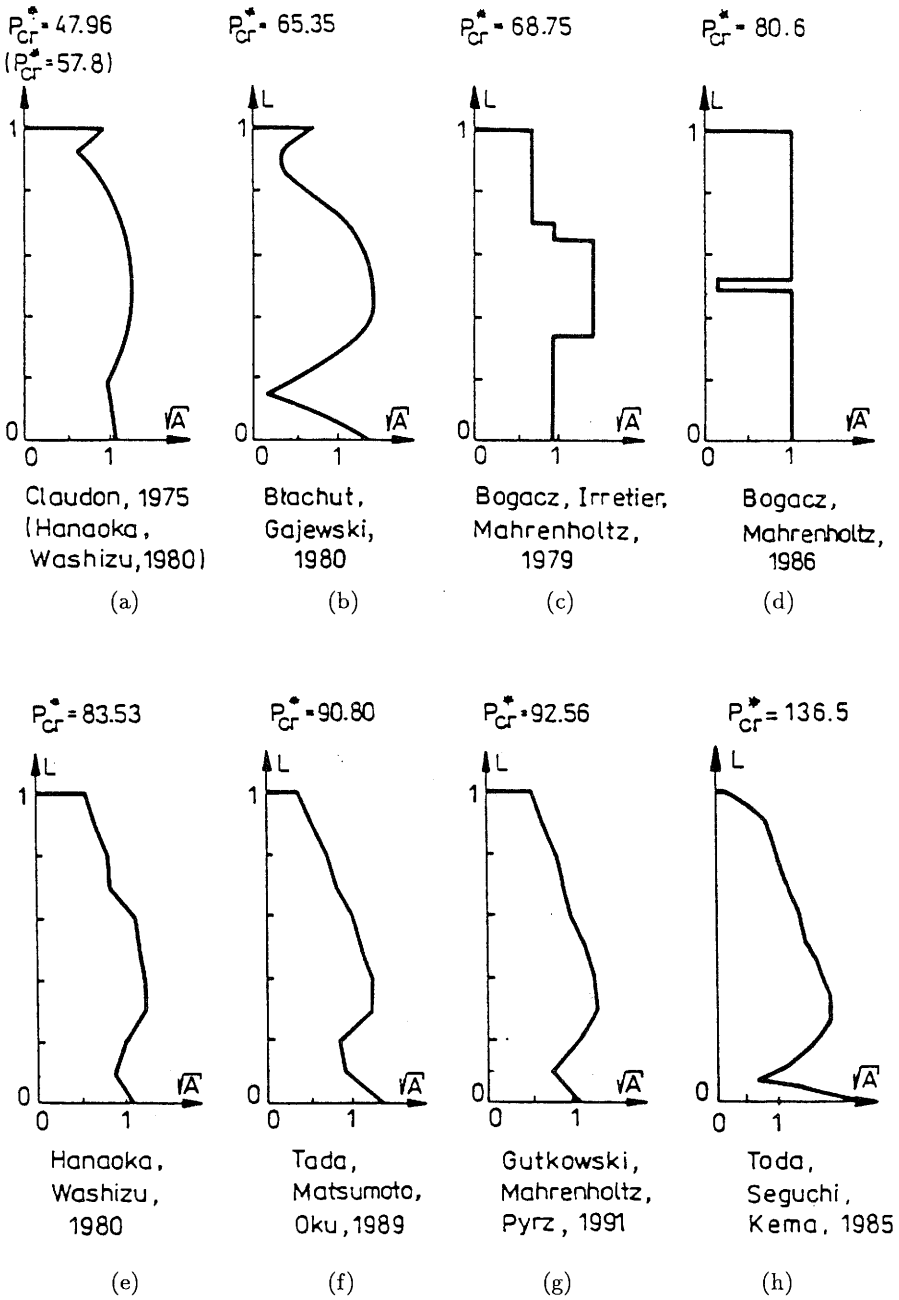 P*cr = 47.96
(P*cr = 57.8)
1
0
√A
0 1
Claudon, 1975
(Hanaoka,
Washizu, 1980)
(a)
P*cr = 65.35
L
1
0
√A
0 1
Błachut,
Gajewski,
1980
(b)
P*cr = 68.75
L
1
0
√A
0 1
Bogacz, Irretier,
Mahrenholtz,
1979
(c)
P*cr = 80.6
L
1
0
√A
0 1
Bogacz,
Mahrenholtz,
1986
(d)
P*cr = 83.53
L
1
0
√A
0 1
Hanaoka,
Washizu,
1980
(e)
P*cr = 90.80
L
1
0
√A
0 1
Tada,
Matsumoto,
Oku, 1989
(f)
P*cr = 92.56
L
1
0
√A
0 1
Gutkowski,
Mahrenholtz,
Pyrz, 1991
(g)
P*cr = 136.5
L
1
0
√A
0 1
Toda,
Seguchi,
Kema, 1985
(h)